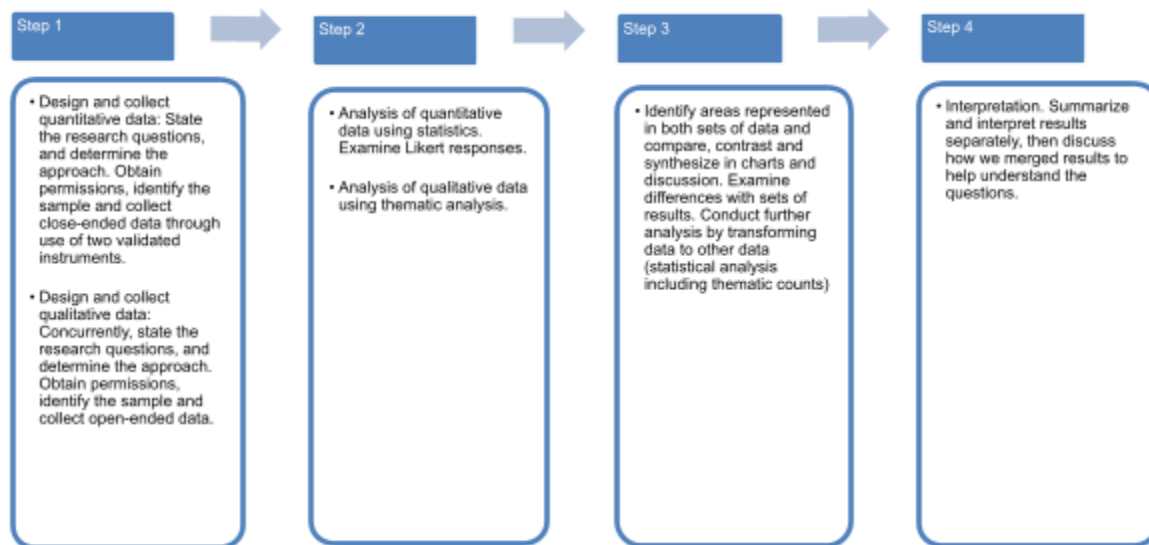 Step 1
• Design and collect
quantitative data: State
the research questions,
and determine the
approach. Obtain
permissions, identify the
sample and collect
close-ended data through
use of two validated
instruments.
• Design and collect
qualitative data:
Concurrently, state the
research questions, and
determine the approach.
Obtain permissions,
identify the sample and
collect open-ended data.
Step 2
• Analysis of quantitative
data using statistics.
Examine Likert responses.
• Analysis of qualitative data
using thematic analysis.
Step 3
• Identify areas represented
in both sets of data and
compare, contrast and
synthesize in charts and
discussion. Examine
differences with sets of
results. Conduct further
analysis by transforming
data to other data
(statistical analysis
including thematic counts)
Step 4
• Interpretation. Summarize
and interpret results
separately, then discuss
how we merged results to
help understand the
questions.